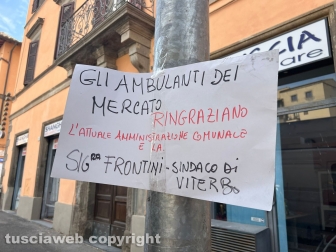 GLI AMBULANTI DEI
MERCATO
RINGRAZIANO
L'ATTUALE AMMINISTRAZIONE COMUNALE
E LA
SIG.RA FRONTINI - SINDACO DI
VITERBO
tusciaweb copyright